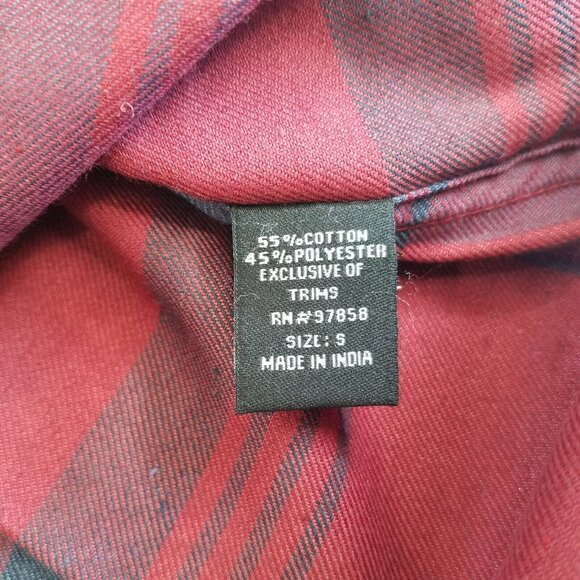 55%COTTON
45%POLYESTER
EXCLUSIVE OF
TRIMS
RN#97858
SIZE: S
MADE IN INDIA